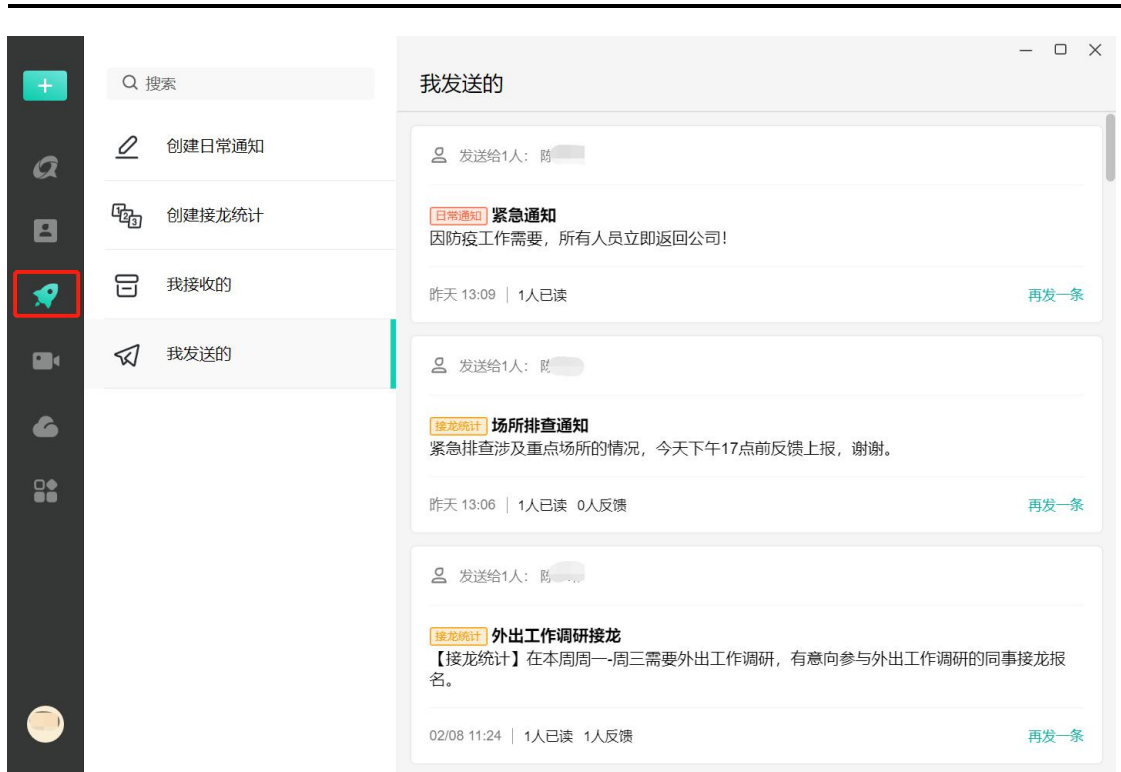 搜索
创建日常通知
创建接龙统计
我接收的
我发送的
我发送的
发送给1人：陈
日常通知 紧急通知
因防疫工作需要，所有人员立即返回公司！
昨天 13:09 1人已读 再发一条
发送给1人：
接龙统计 场所排查通知
紧急排查涉及重点场所的情况，今天下午17点前反馈上报，谢谢。
昨天 13:06 1人已读 0人反馈 再发一条
发送给1人：
接龙统计 外出工作调研接龙
【接龙统计】在本周周一-周三需要外出工作调研，有意向参与外出工作调研的同事接龙报
名。
02/08 11:24 1人已读 1人反馈 再发一条